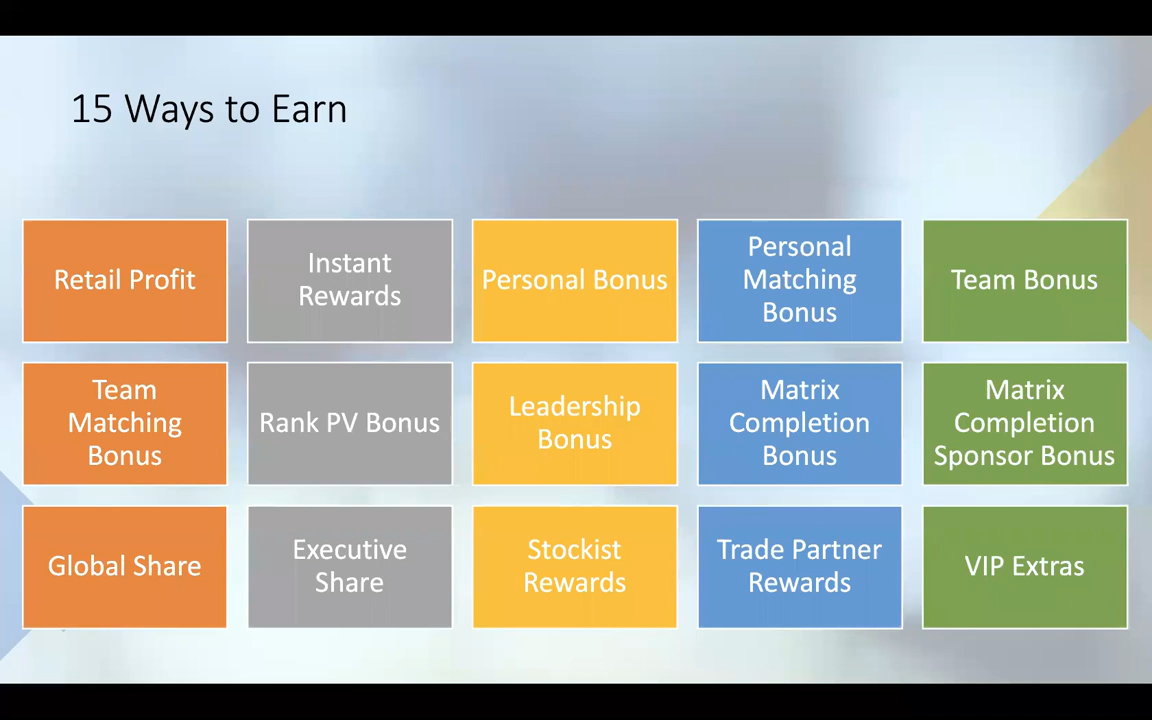 15 Ways to Earn
Retail Profit
Instant
Rewards
Personal Bonus
Personal
Matching
Bonus
Team Bonus
Team
Matching
Bonus
Rank PV Bonus
Leadership
Bonus
Matrix
Completion
Bonus
Matrix
Completion
Sponsor Bonus
Global Share
Executive
Share
Stockist
Rewards
Trade Partner
Rewards
VIP Extras